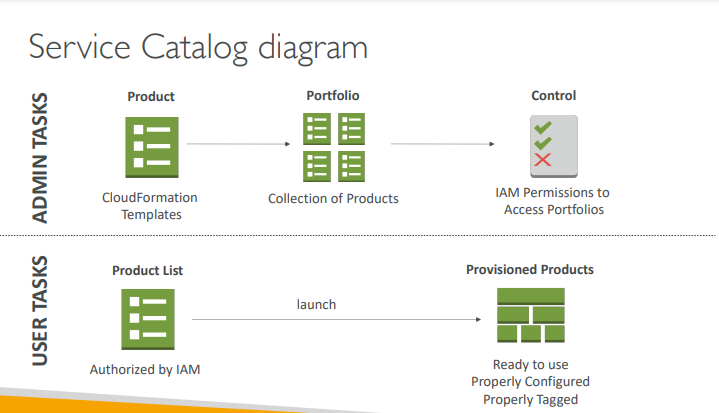 Service Catalog diagram
ADMIN TASKS
Product
Portfolio
Control
CloudFormation
Templates
Collection of Products
IAM Permissions to
Access Portfolios
USER TASKS
Product List
launch
Provisioned Products
Authorized by IAM
Ready to use
Properly Configured
Properly Tagged